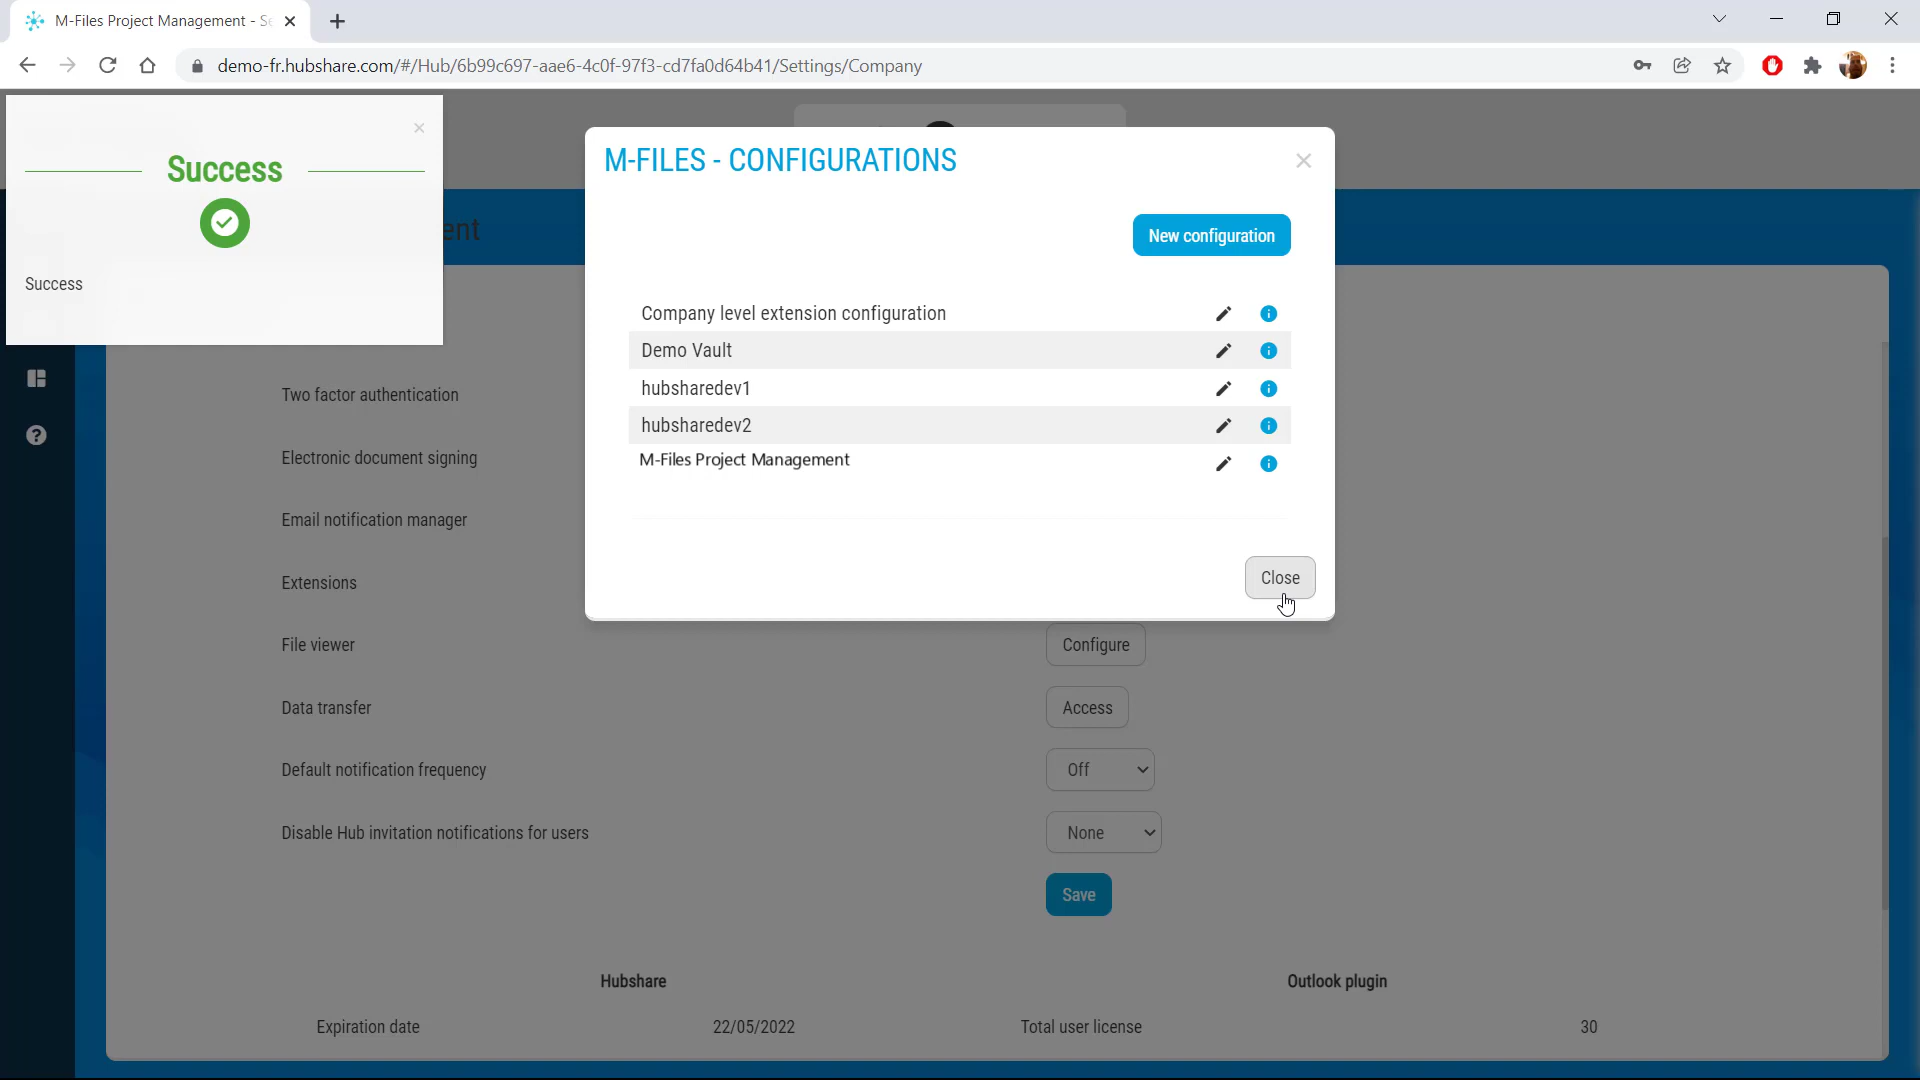 M-Files Project Management - Se
demo-fr.hubshare.com/#/Hub/6b99c697-aae6-4c0f-97f3-cd7fa0d64b41/Settings/Company
Success
Success
ent
M-FILES - CONFIGURATIONS
New configuration
Company level extension configuration
Demo Vault
hubsharedev1
hubsharedev2
M-Files Project Management
Close
Two factor authentication
Electronic document signing
Email notification manager
Extensions
File viewer
Configure
Data transfer
Access
Default notification frequency
Off
Disable Hub invitation notifications for users
None
Save
Hubshare
Outlook plugin
Expiration date
22/05/2022
Total user license
30